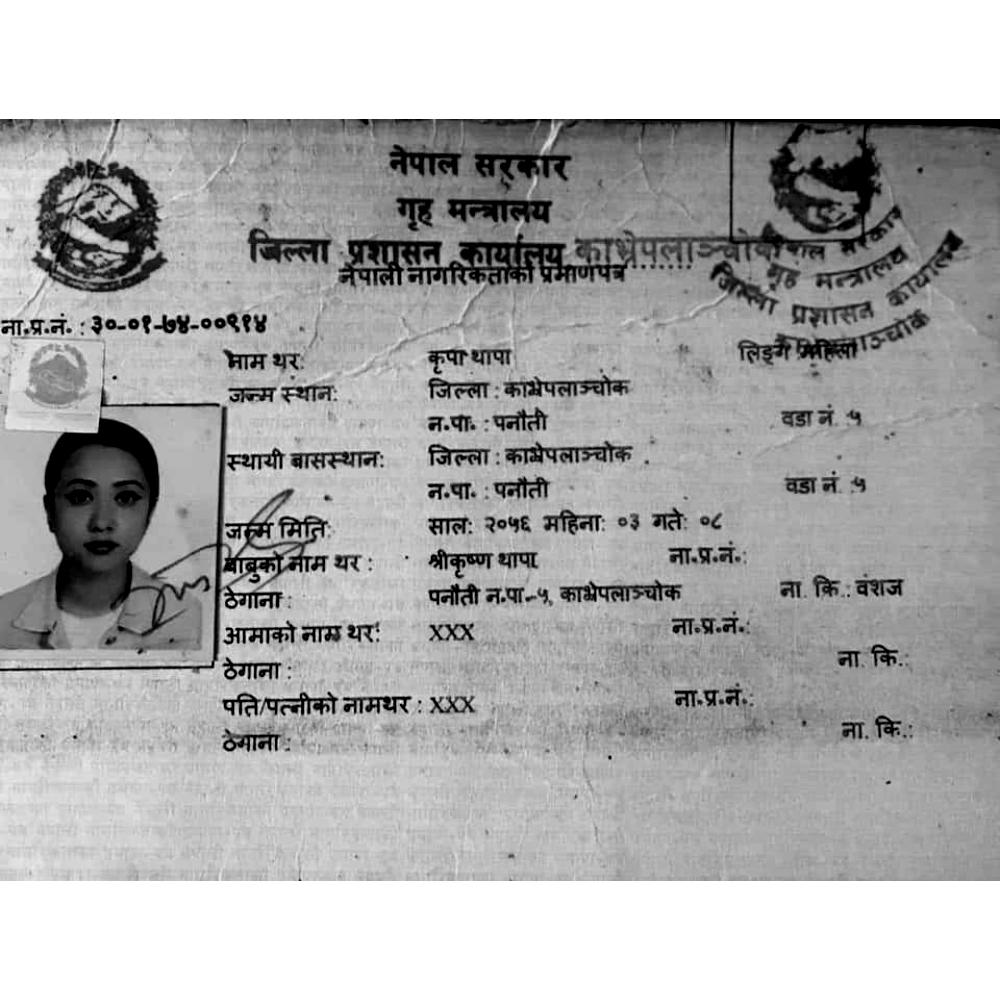 नेपाल सरकार
गृह मन्त्रालय
जिल्ला प्रशासन कार्यालय काभ्रेपलाञ्चोक
नेपाली नागरिकताको प्रमाणपत्र
नेपाल सरकार
गृह मन्त्रालय
जिल्ला प्रशासन कार्यालय
ना.प्र.नं. : ३०-०१-७४-००९१४
नाम थर: कृपा थापा लिङ्ग महिला
जन्म स्थान: जिल्ला : काभ्रेपलाञ्चोक
न.पा. : पनौती वडा नं. ५
स्थायी बासस्थान: जिल्ला : काभ्रेपलाञ्चोक
न.पा. : पनौती वडा नं. ५
जन्म मिति: साल: २०५६ महिना: ०३ गते: ०८
बाबुको नाम थर : श्रीकृष्ण थापा ना.प्र.नं.:
ठेगाना : पनौती न.पा-५, काभ्रेपलाञ्चोक ना. कि.: वंशज
आमाको नाम थर: XXX ना.प्र.नं.:
ठेगाना : ना. कि.:
पति/पत्नीको नामथर : XXX ना.प्र.नं.:
ठेगाना : ना. कि.: